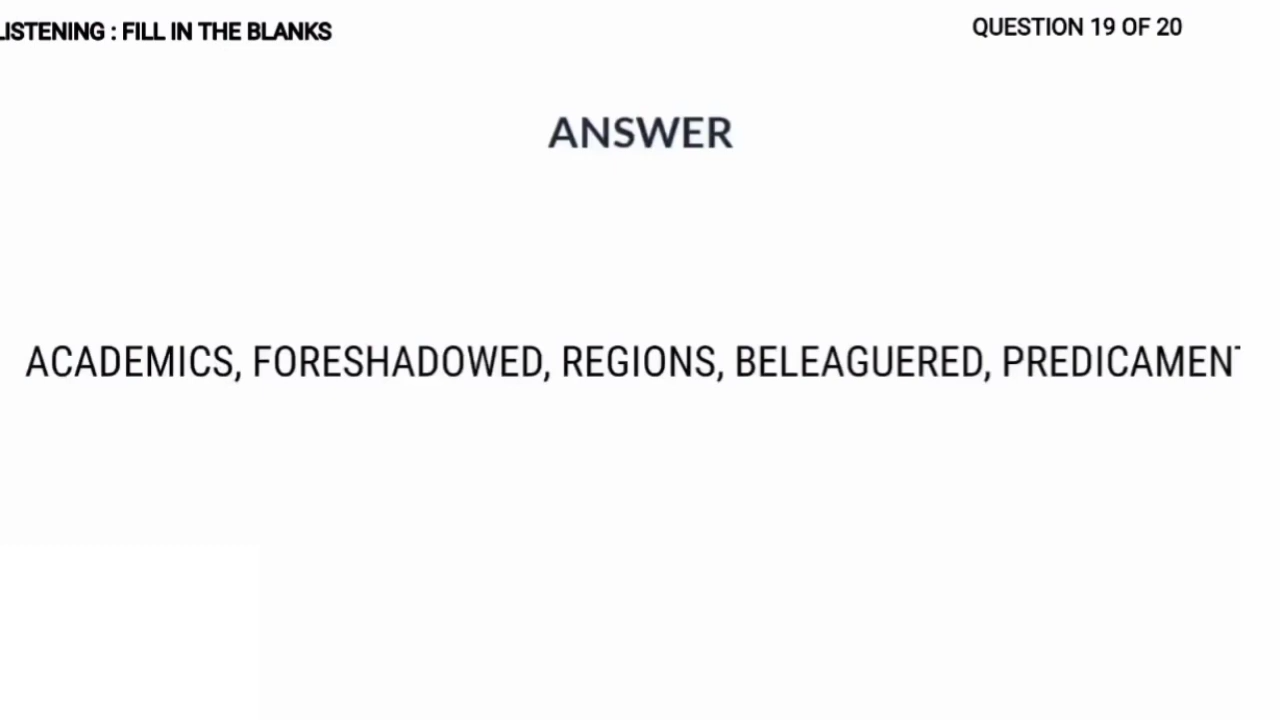 LISTENING : FILL IN THE BLANKS
QUESTION 19 OF 20
ANSWER
ACADEMICS, FORESHADOWED, REGIONS, BELEAGUERED, PREDICAMENT